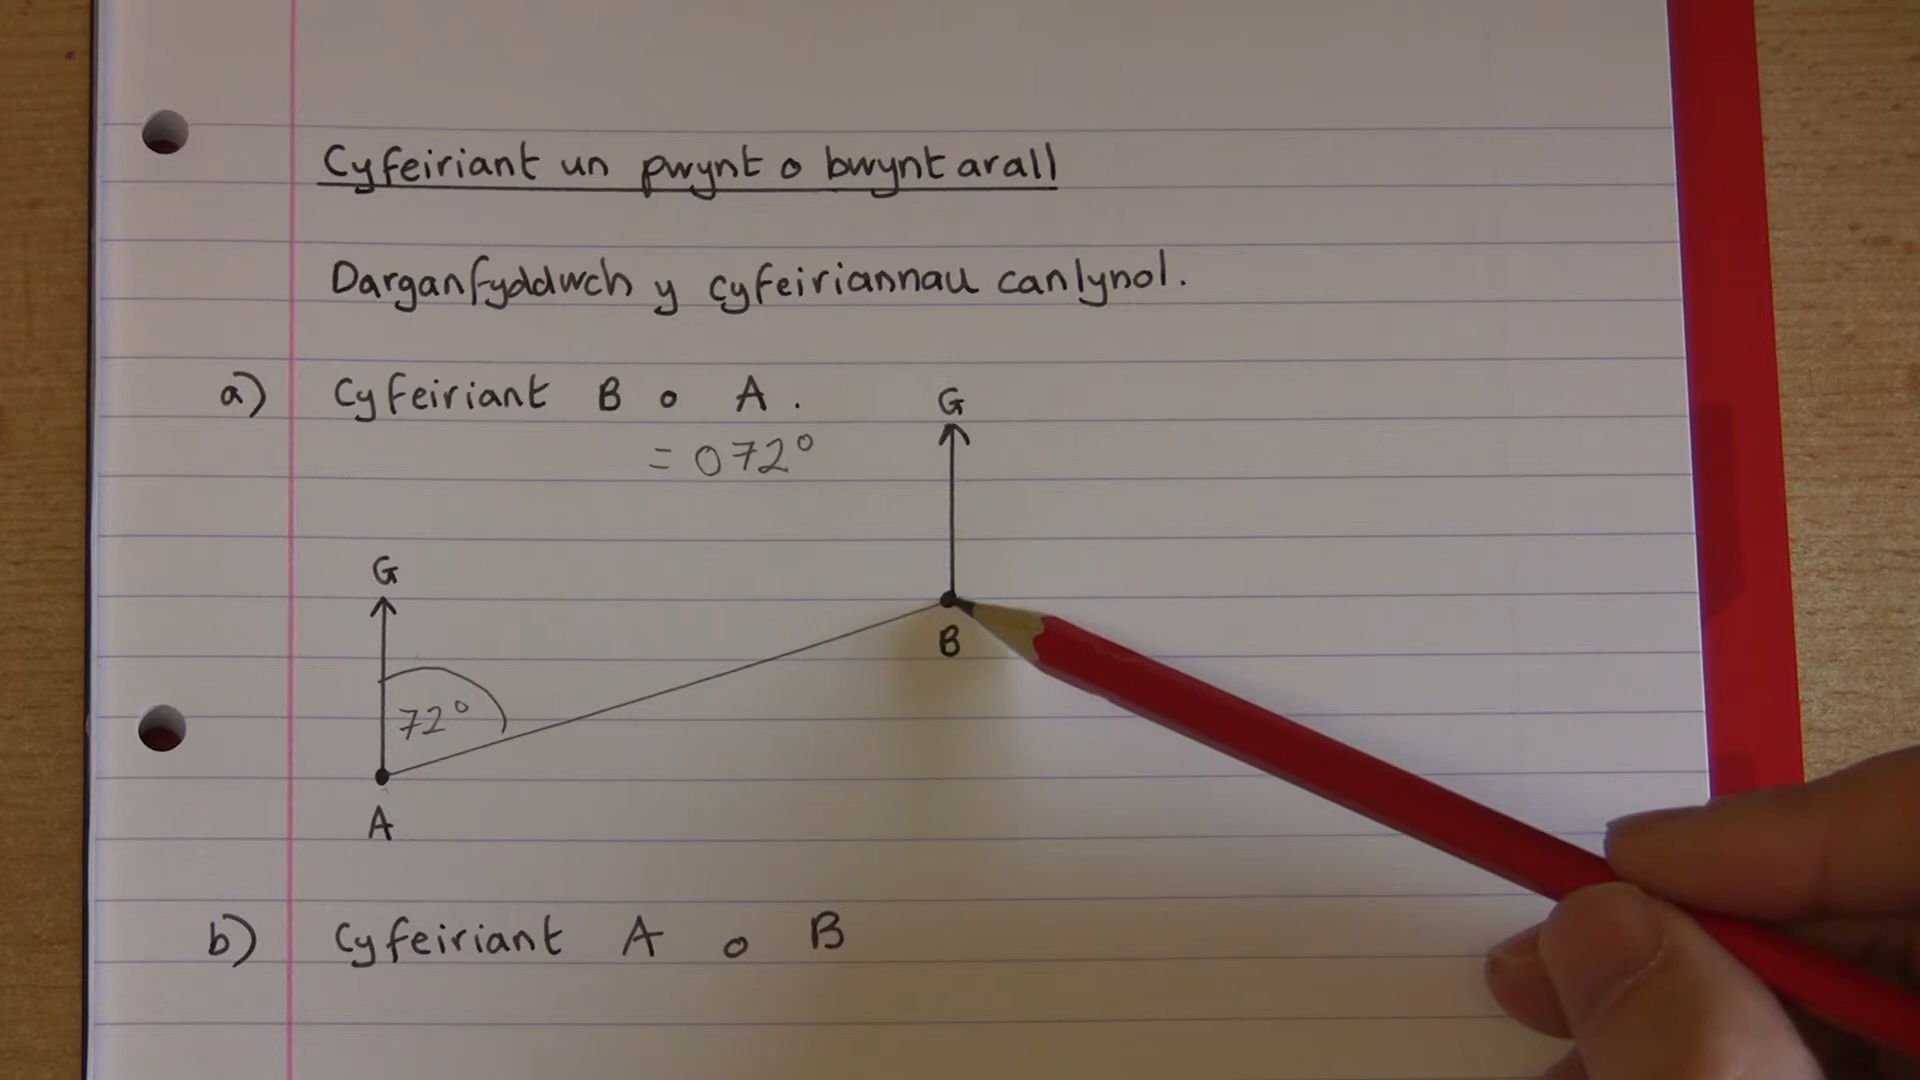 Cyfeiriant un pwynt o bwynt arall
Darganfyddwch y cyfeiriannau canlynol.
a) Cyfeiriant B o A.
= 072°
G
G
B
72°
A
b) Cyfeiriant A o B